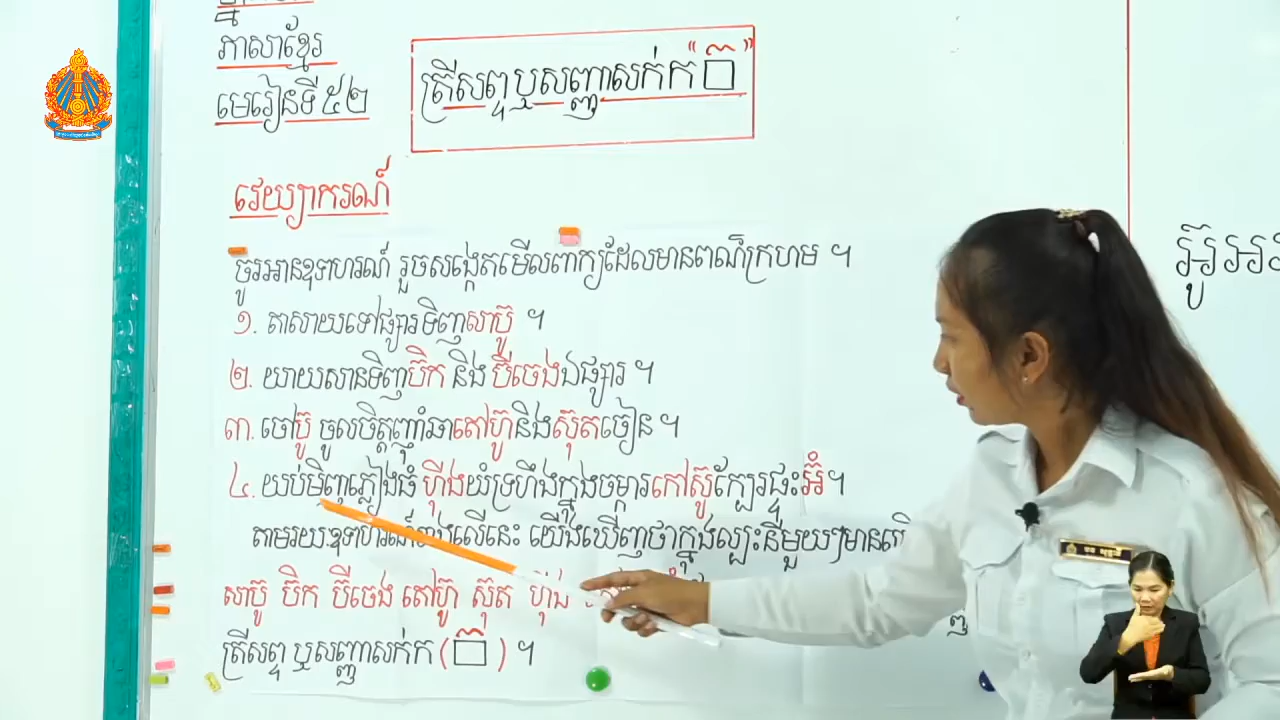 ភាសាខ្មែរ
មេរៀនទី៥២
ត្រីសព្ទឬសញ្ញាសក់ក "៊"
វេយ្យាករណ៍
ចូរអានឧទាហរណ៍ រួចសង្កេតមើលពាក្យដែលមានពណ៌ក្រហម ។
១. តាសាយទៅផ្សារទិញសាប៊ូ ។
២. យាយសានទិញប៊ិក និង ប៊ីចេងឯផ្សារ ។
៣. ចៅប៊ូ ចូលចិត្តញ៉ាំឆាតៅហ៊ូនិងស៊ុតចៀន ។
៤. យប់មិញភ្លៀងធំ ហ៊ីងយំទ្រហឹងក្នុងចម្ការកៅស៊ូក្បែរផ្ទះអ៊ំ។
តាមរយឧទាហរណ៍ខាងលើនេះ យើងឃើញថាក្នុងល្បះនីមួយៗមាន
សាប៊ូ ប៊ិក ប៊ីចេង តៅហ៊ូ ស៊ុត ហ៊ីង
ត្រីសព្ទ ឬសញ្ញាសក់ក (៊) ។
អ៊ូអរ